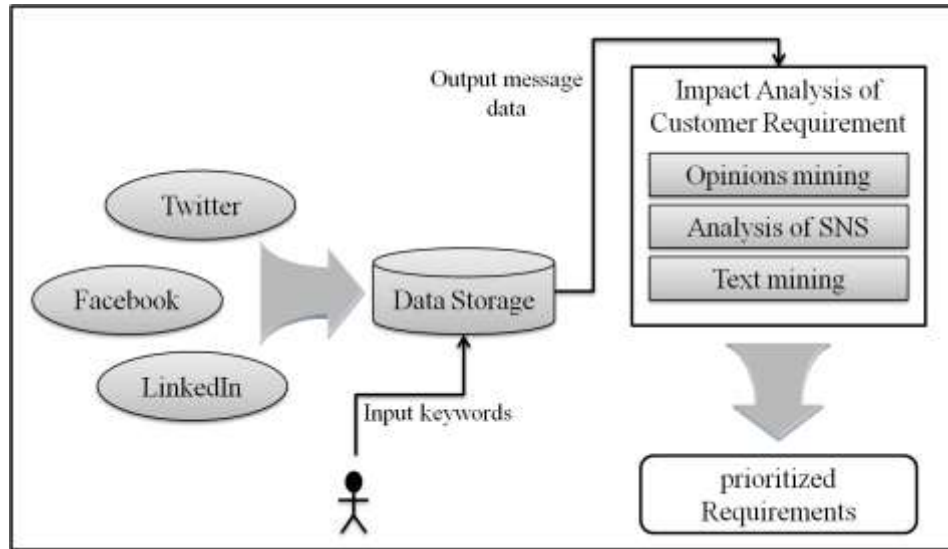 Output message
data
Impact Analysis of
Customer Requirement
Opinions mining
Analysis of SNS
Text mining
Twitter
Facebook
LinkedIn
Data Storage
Input keywords
prioritized
Requirements